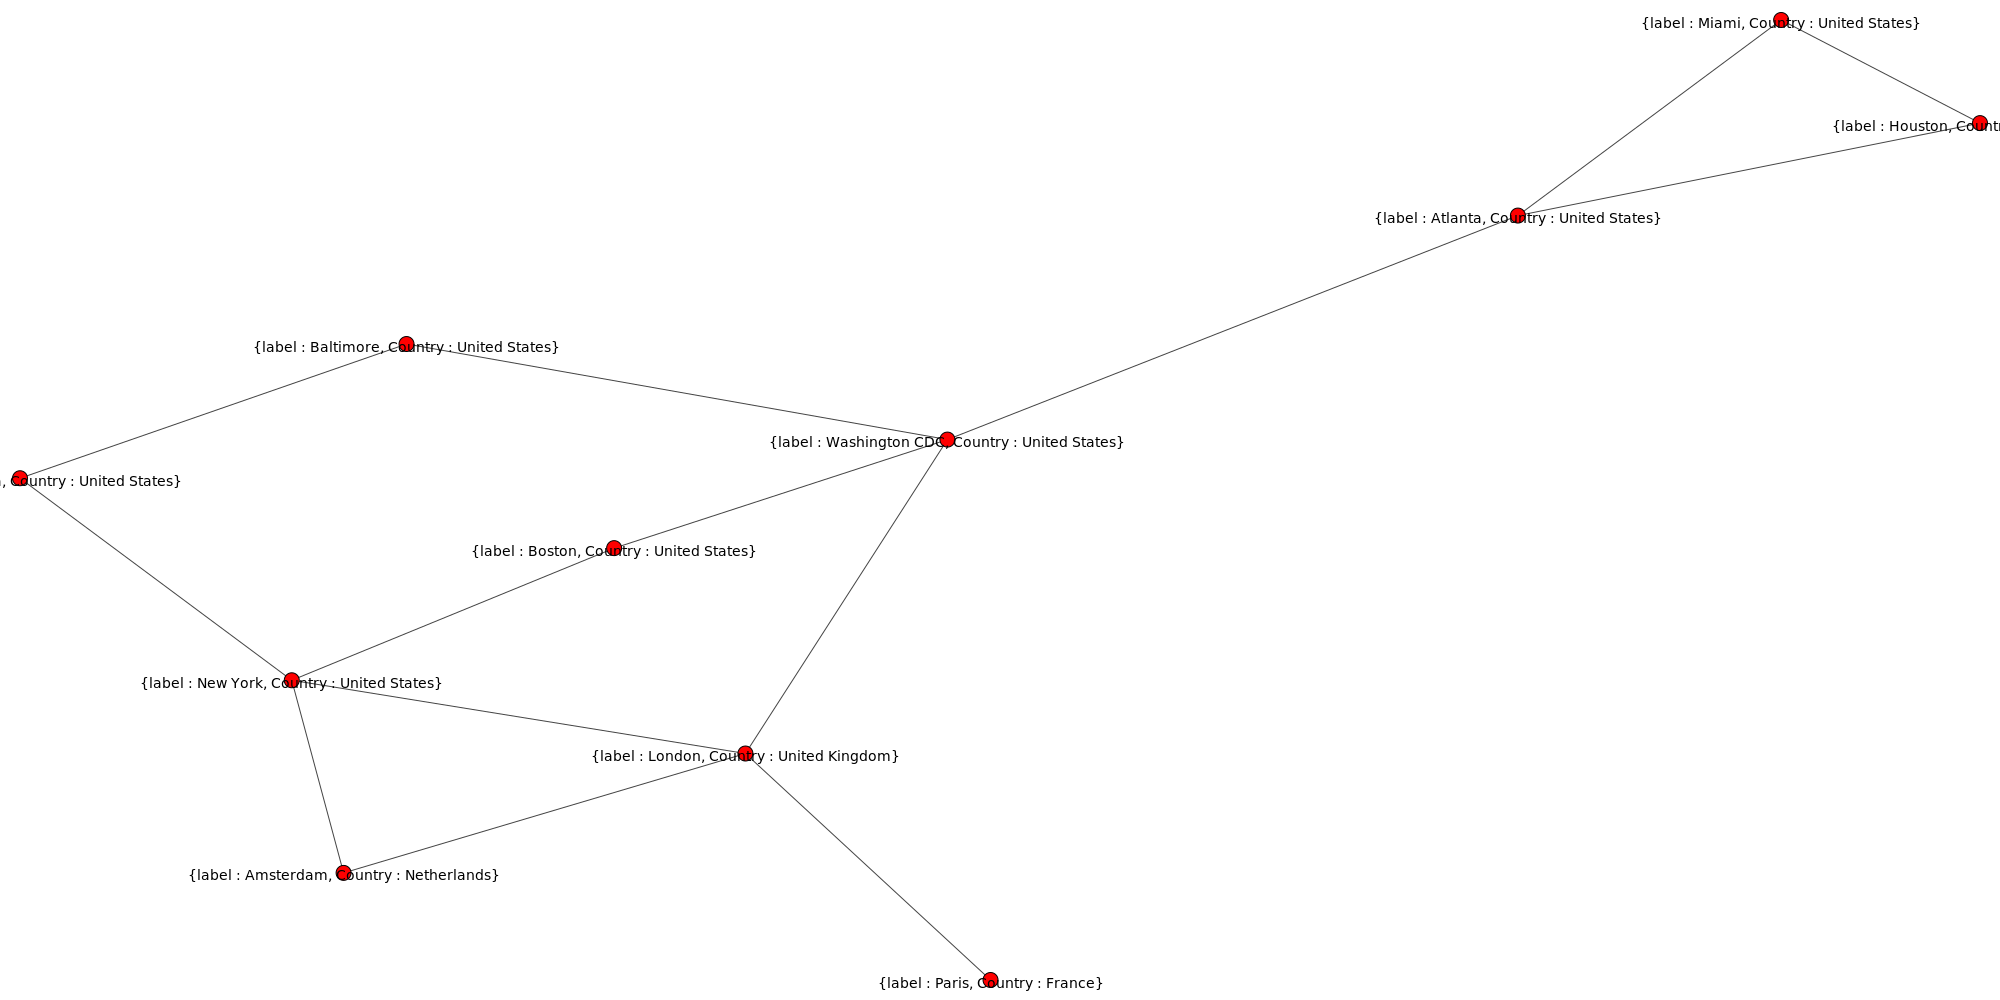 {label : Miami, Country : United States}
{label : Houston, Country
{label : Atlanta, Country : United States}
{label : Baltimore, Country : United States}
{label : Washington CDC, Country : United States}
, Country : United States}
{label : Boston, Country : United States}
{label : New York, Country : United States}
{label : London, Country : United Kingdom}
{label : Amsterdam, Country : Netherlands}
{label : Paris, Country : France}